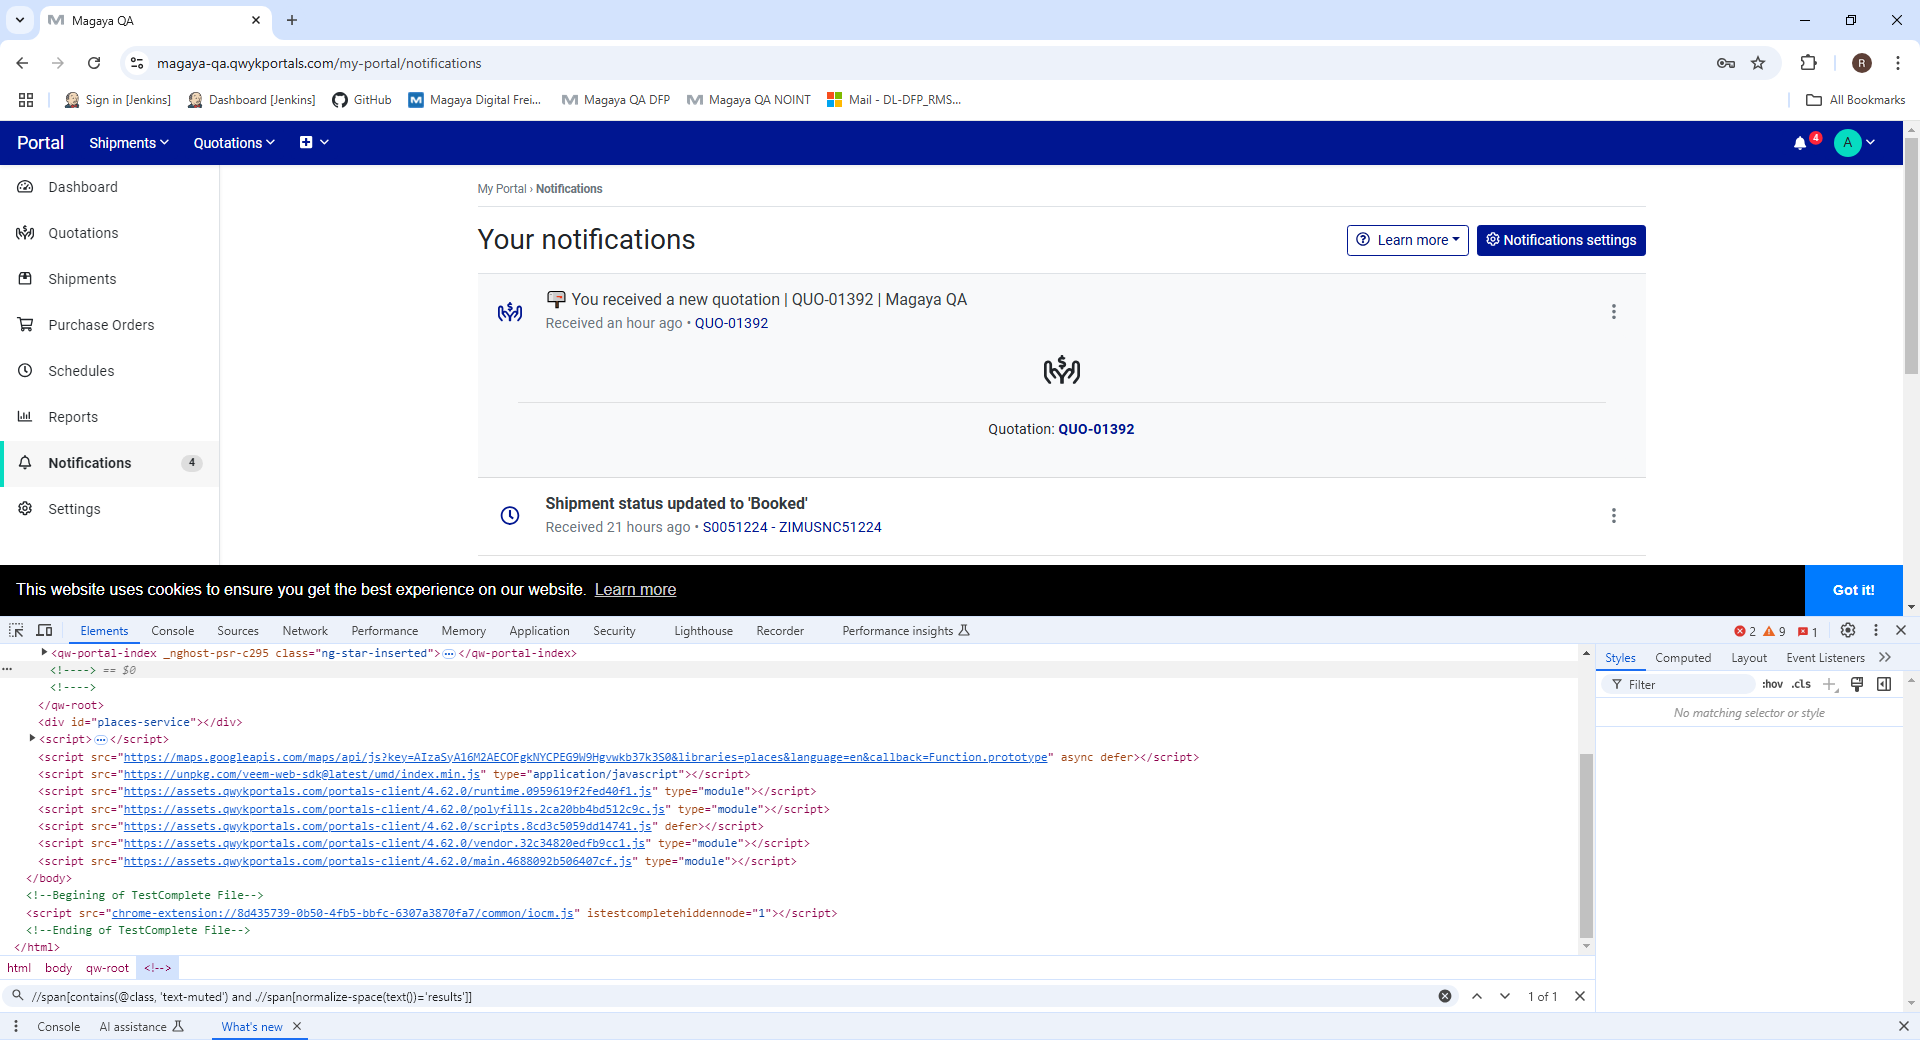 Magaya QA
magaya-qa.qwykportals.com/my-portal/notifications
R
Sign in [Jenkins]
Dashboard [Jenkins]
GitHub
Magaya Digital Frei...
Magaya QA DFP
Magaya QA NOINT
Mail - DL-DFP_RMS...
All Bookmarks
Portal
Shipments
Quotations
4
A
Dashboard
Quotations
Shipments
Purchase Orders
Schedules
Reports
Notifications
4
Settings
My Portal › Notifications
Your notifications
Learn more
Notifications settings
You received a new quotation | QUO-01392 | Magaya QA
Received an hour ago • QUO-01392
Quotation: QUO-01392
Shipment status updated to 'Booked'
Received 21 hours ago • S0051224 - ZIMUSNC51224
This website uses cookies to ensure you get the best experience on our website. Learn more
Got it!
Elements
Console
Sources
Network
Performance
Memory
Application
Security
Lighthouse
Recorder
Performance insights
2
9
1
<qw-portal-index _nghost-psr-c295 class="ng-star-inserted">…</qw-portal-index>
<!----> == $0
<!---->
</qw-root>
<div id="places-service"></div>
<script>…</script>
<script src="https://maps.googleapis.com/maps/api/js?key=AIzaSyA16M2AECOFgkNYCPEG9W9Hgvwkb37k3S0&libraries=places&language=en&callback=Function.prototype" async defer></script>
<script src="https://unpkg.com/veem-web-sdk@latest/umd/index.min.js" type="application/javascript"></script>
<script src="https://assets.qwykportals.com/portals-client/4.62.0/runtime.0959619f2fed40f1.js" type="module"></script>
<script src="https://assets.qwykportals.com/portals-client/4.62.0/polyfills.2ca20bb4bd512c9c.js" type="module"></script>
<script src="https://assets.qwykportals.com/portals-client/4.62.0/scripts.8cd3c5059dd14741.js" defer></script>
<script src="https://assets.qwykportals.com/portals-client/4.62.0/vendor.32c34820edfb9cc1.js" type="module"></script>
<script src="https://assets.qwykportals.com/portals-client/4.62.0/main.4688092b506407cf.js" type="module"></script>
</body>
<!--Begining of TestComplete File-->
<script src="chrome-extension://8d435739-0b50-4fb5-bbfc-6307a3870fa7/common/iocm.js" istestcompletehiddennode="1"></script>
<!--Ending of TestComplete File-->
</html>
html
body
qw-root
<!-->
//span[contains(@class, 'text-muted') and .//span[normalize-space(text())='results']]
1 of 1
Styles
Computed
Layout
Event Listeners
Filter
:hov
.cls
No matching selector or style
Console
AI assistance
What's new